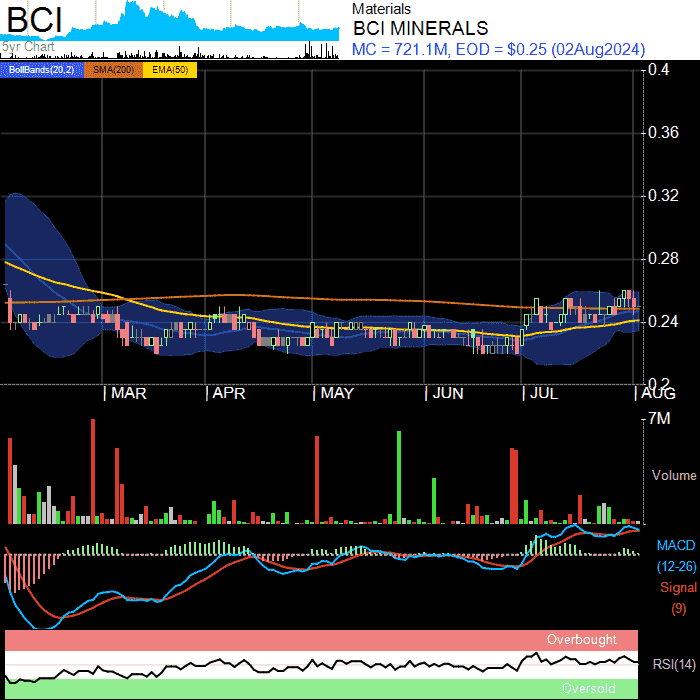 BCI
5yr Chart
Materials
BCI MINERALS
MC = 721.1M, EOD = $0.25 (02Aug2024)
BollBands(20,2) SMA(200) EMA(50)
0.4
0.36
0.32
0.28
0.24
0.2
MAR APR MAY JUN JUL AUG
7M
Volume
MACD
(12-26)
Signal
(9)
Overbought
RSI(14)
Oversold